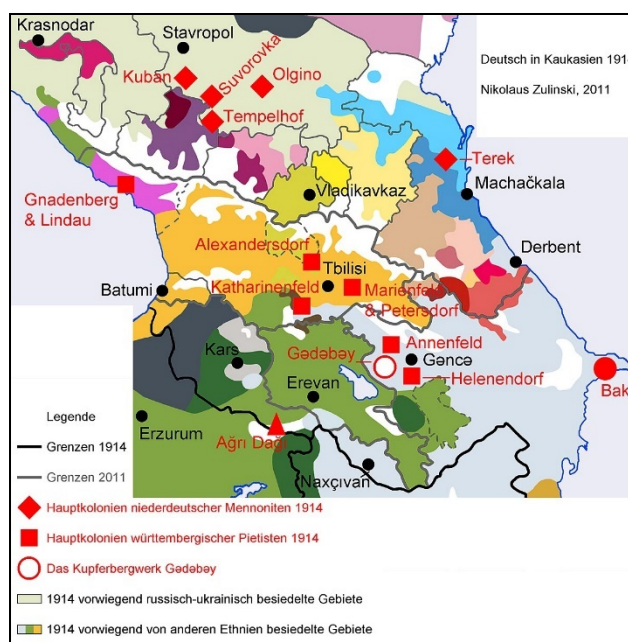 Krasnodar
Stavropol
Deutsch in Kaukasien 191
Nikolaus Zulinski, 2011
Kuban
Suvorovka
Olgino
Tempelhof
Terek
Vladikavkaz
Machačkala
Gnadenberg
& Lindau
Alexandersdorf
Tbilisi
Derbent
Batumi
Katharinenfeld
Marienfeld
& Petersdorf
Annenfeld
Kars
Gədəbəy
Gəncə
Helenendorf
Bak
Erevan
Legende
Grenzen 1914
Erzurum
Ağrı Dağı
Grenzen 2011
Naxçıvan
Hauptkolonien niederdeutscher Mennoniten 1914
Hauptkolonien württembergischer Pietisten 1914
Das Kupferbergwerk Gədəbəy
1914 vorwiegend russisch-ukrainisch besiedelte Gebiete
1914 vorwiegend von anderen Ethnien besiedelte Gebiete